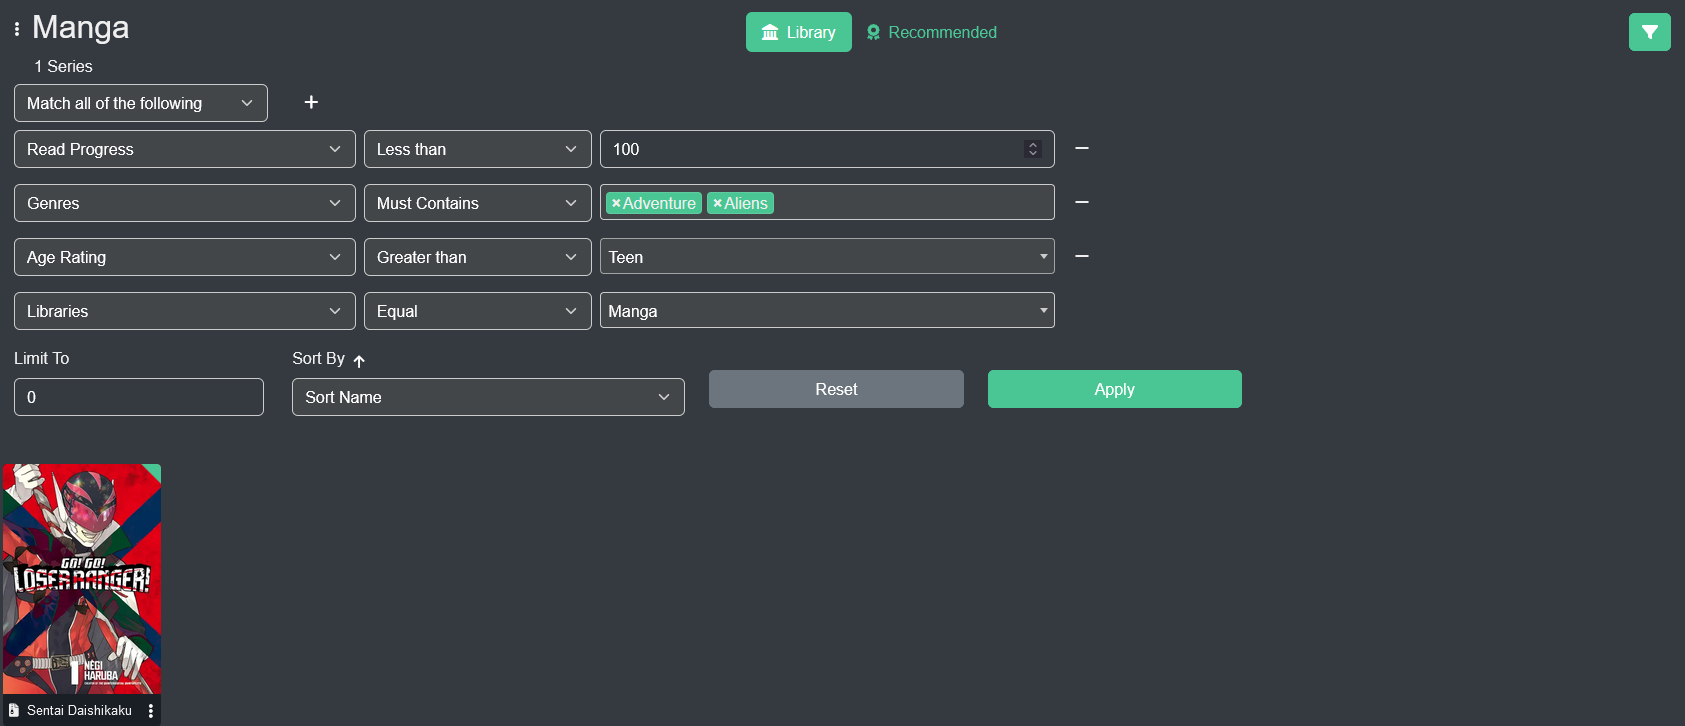 Manga
Library
Recommended
1 Series
Match all of the following
Read Progress
Less than
100
Genres
Must Contains
×Adventure
×Aliens
Age Rating
Greater than
Teen
Libraries
Equal
Manga
Limit To
Sort By
0
Sort Name
Reset
Apply
GO! GO!
LOSER RANGER!
1
NEGI
HARUBA
Sentai Daishikaku